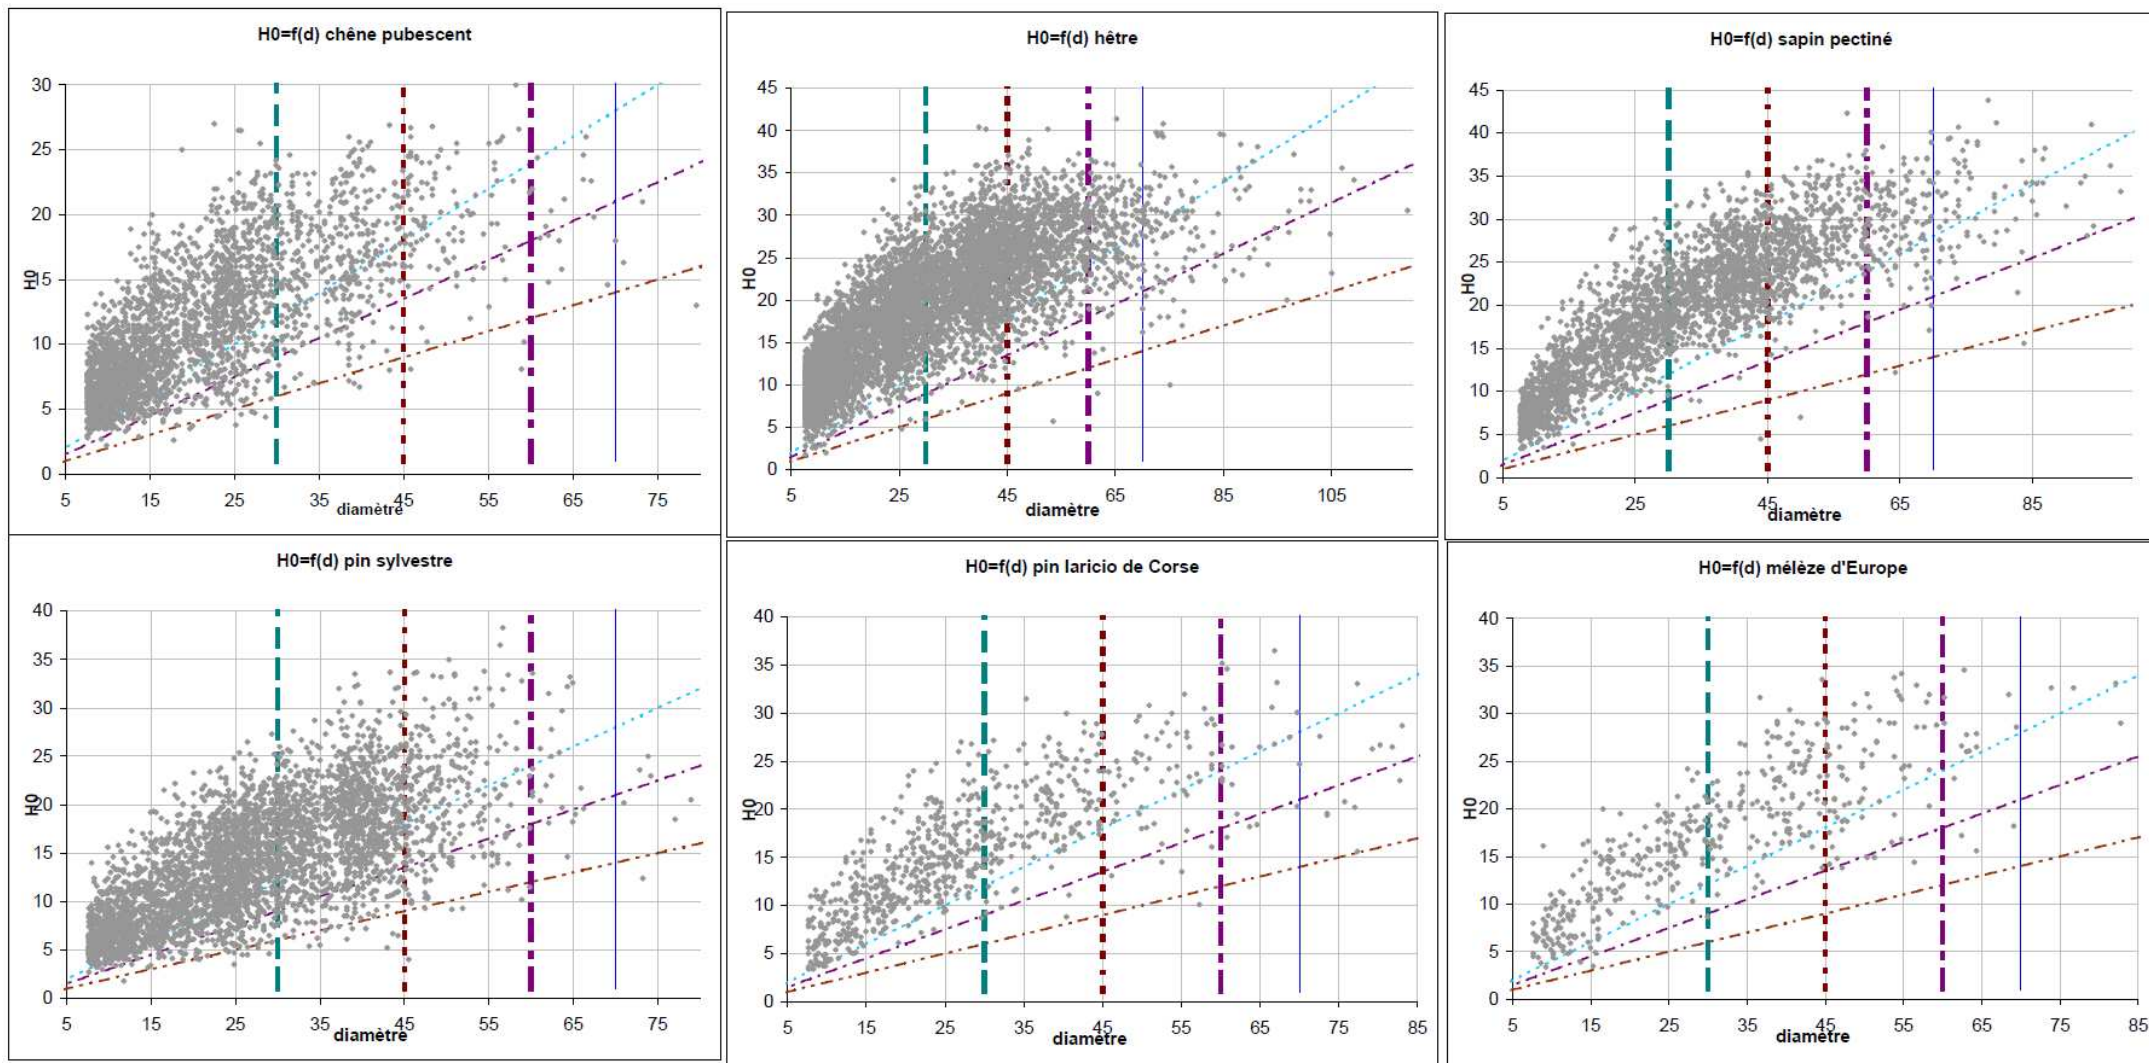 H0=f(d) chêne pubescent
30
25
20
15
10
5
0
H0
5 15 25 35 45 55 65 75
diamètre
H0=f(d) hêtre
45
40
35
30
25
20
15
10
5
0
H0
5 25 45 65 85 105
diamètre
H0=f(d) sapin pectiné
45
40
35
30
25
20
15
10
5
0
H0
5 25 45 65 85
diamètre
H0=f(d) pin sylvestre
40
35
30
25
20
15
10
5
0
H0
5 15 25 35 45 55 65 75
diamètre
H0=f(d) pin laricio de Corse
40
35
30
25
20
15
10
5
0
H0
5 15 25 35 45 55 65 75 85
diamètre
H0=f(d) mélèze d'Europe
40
35
30
25
20
15
10
5
0
H0
5 15 25 35 45 55 65 75 85
diamètre